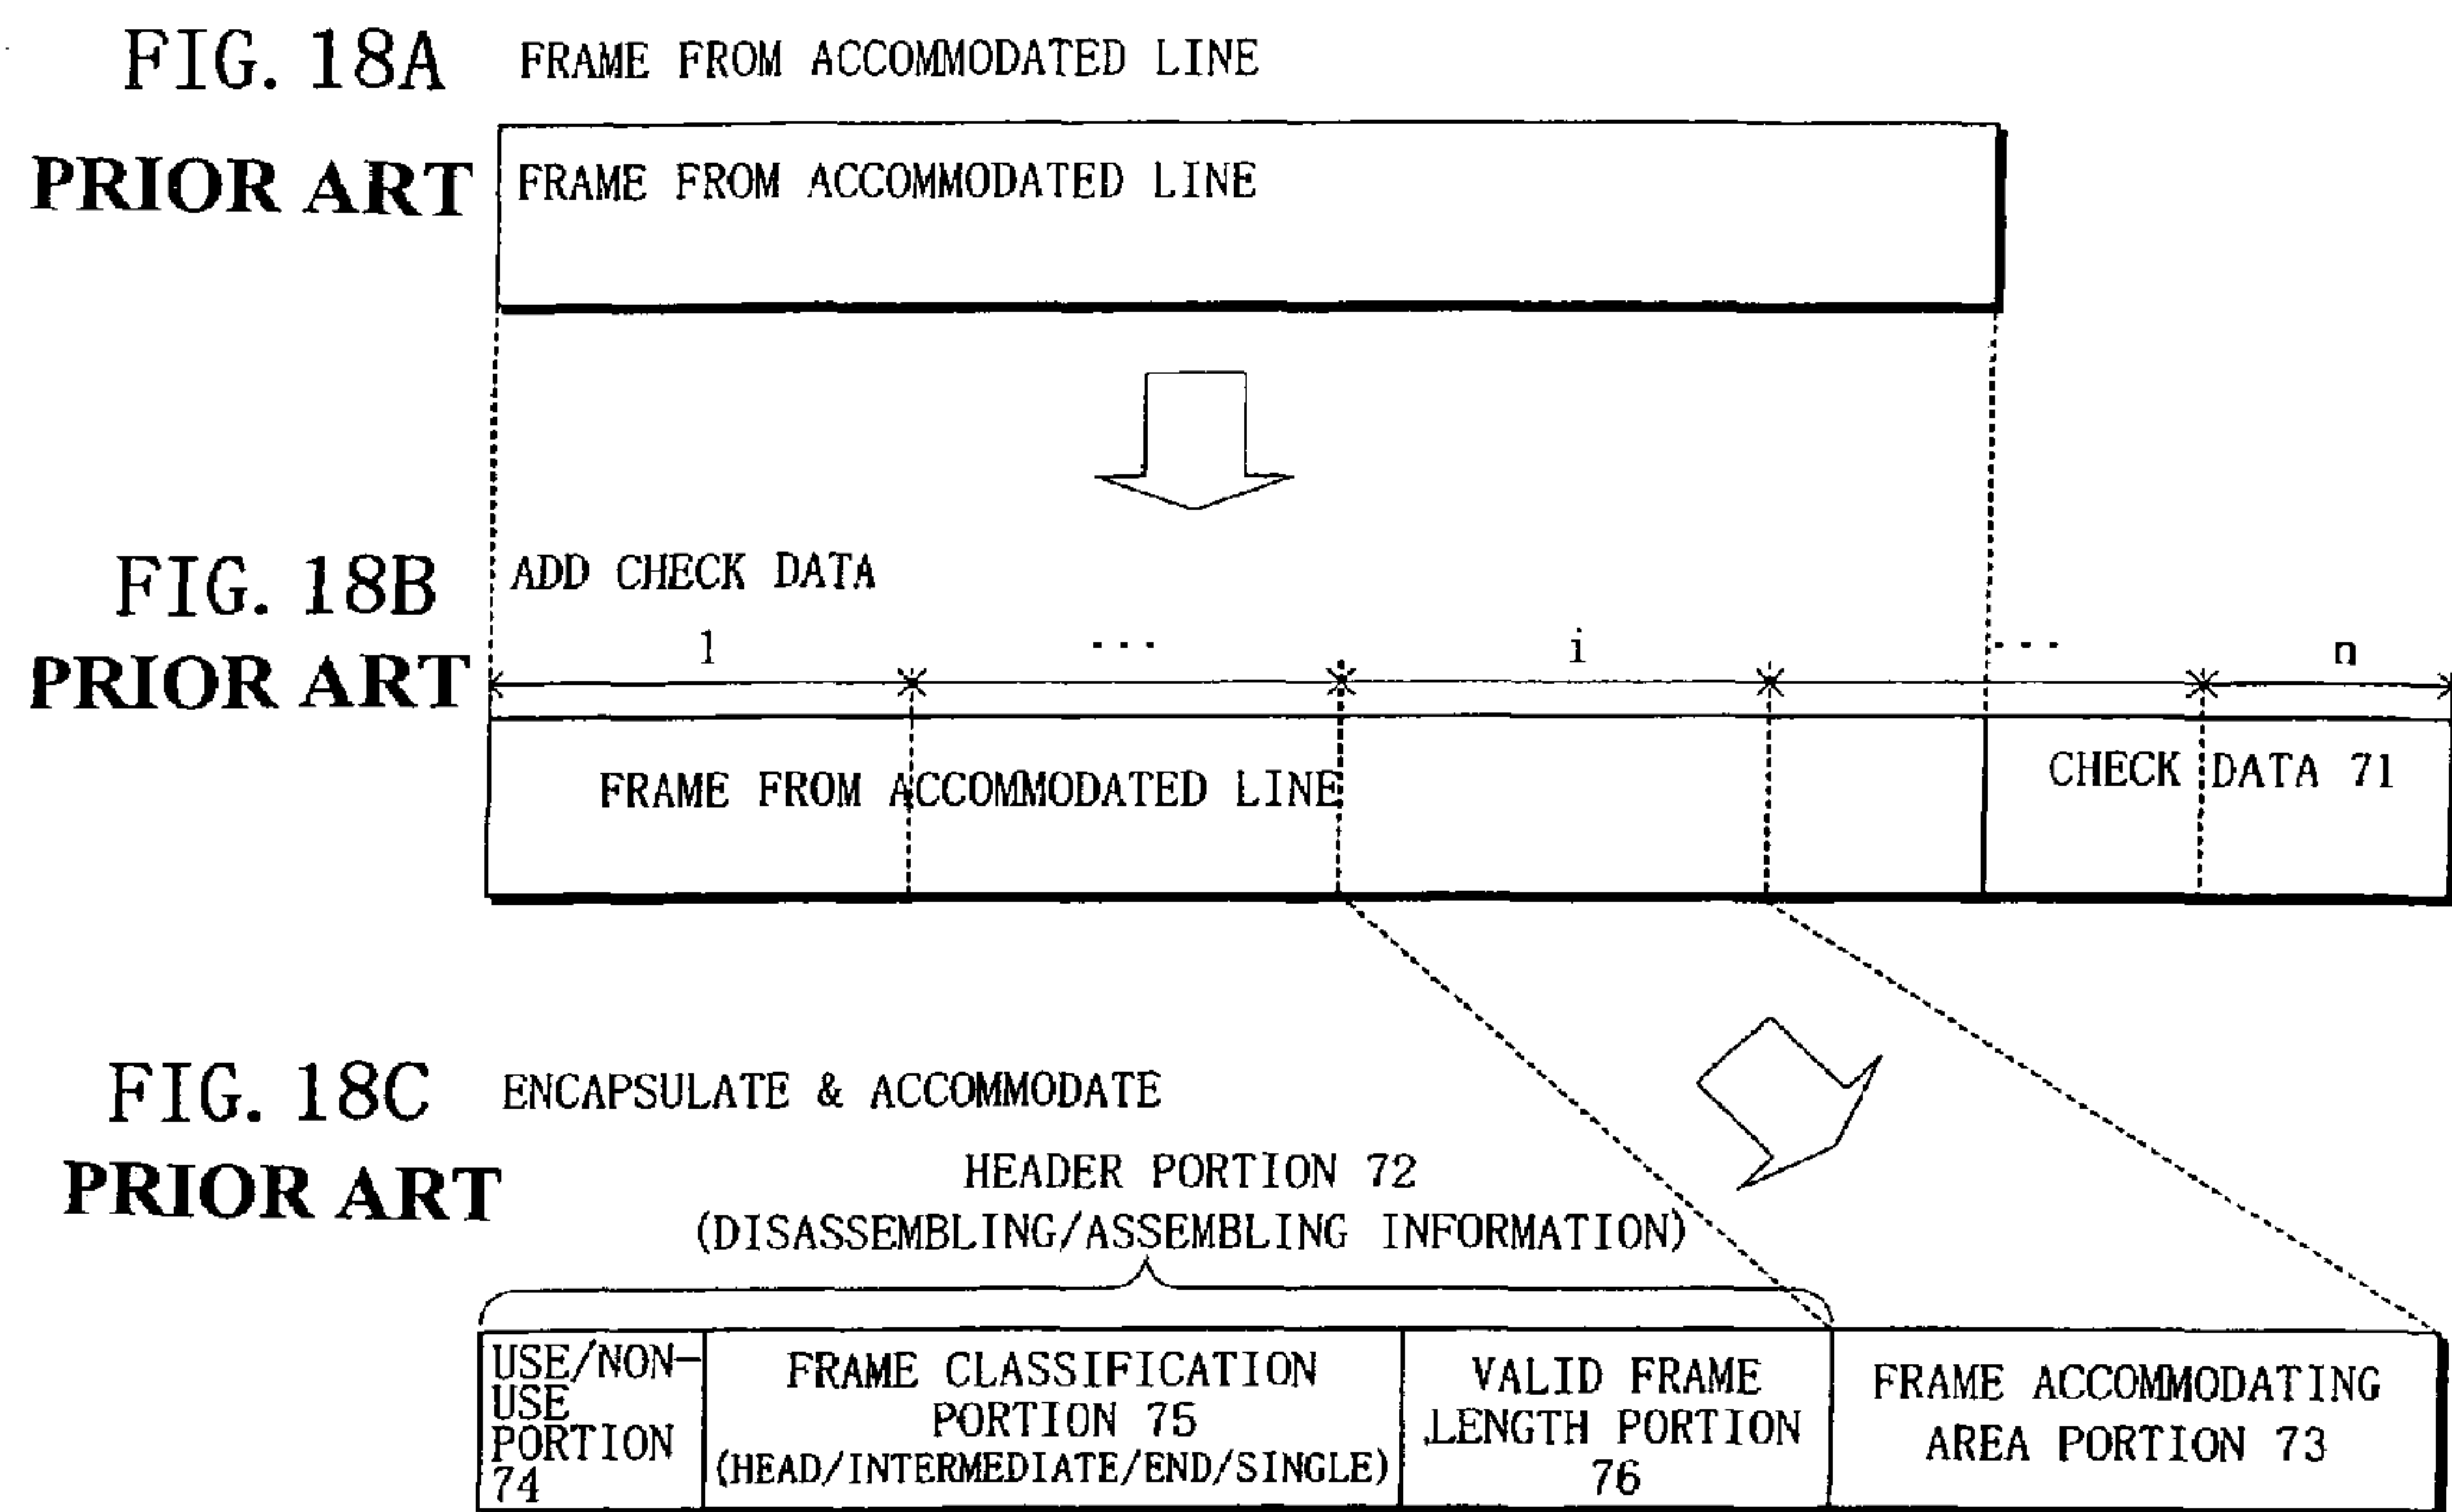 FIG. 18A
FRAME FROM ACCOMMODATED LINE
PRIOR ART
FRAME FROM ACCOMMODATED LINE
FIG. 18B
ADD CHECK DATA
PRIOR ART
1 ... i ... n
FRAME FROM ACCOMMODATED LINE
CHECK DATA 71
FIG. 18C
ENCAPSULATE & ACCOMMODATE
PRIOR ART
HEADER PORTION 72
(DISASSEMBLING/ASSEMBLING INFORMATION)
USE/NON-
USE
PORTION
74
FRAME CLASSIFICATION
PORTION 75
(HEAD/INTERMEDIATE/END/SINGLE)
VALID FRAME
LENGTH PORTION
76
FRAME ACCOMMODATING
AREA PORTION 73